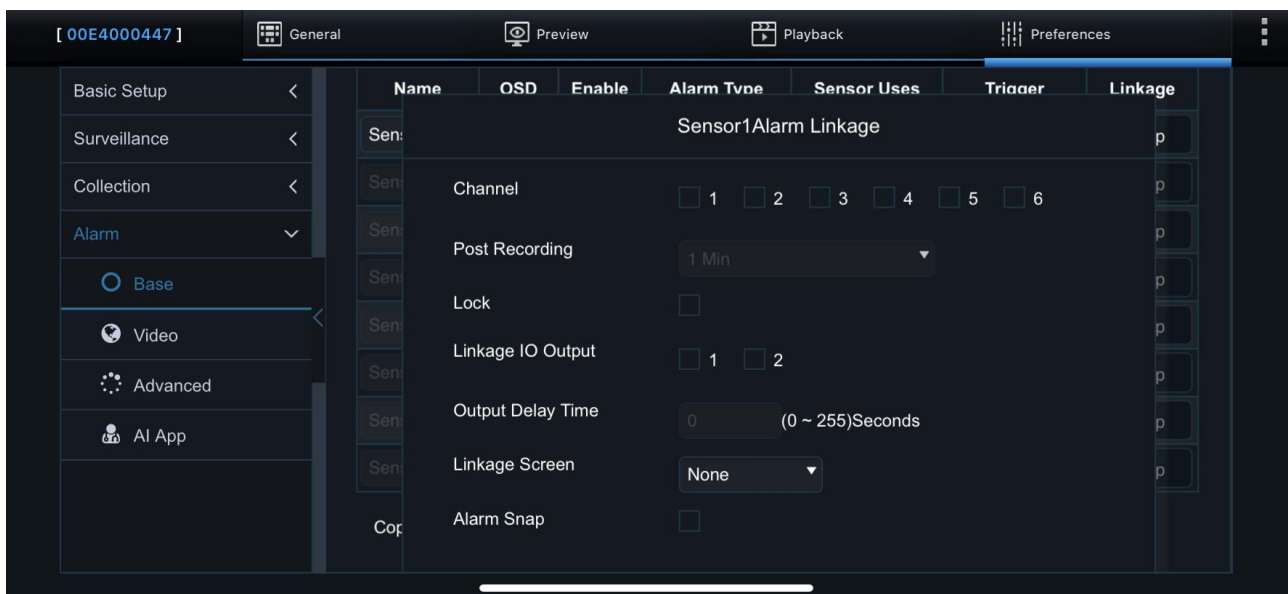 [ 00E4000447 ] General Preview Playback Preferences
Basic Setup
Surveillance
Collection
Alarm
Base
Video
Advanced
AI App
Name OSD Enable Alarm Type Sensor Uses Trigger Linkage
Sensor1Alarm Linkage
Channel 1 2 3 4 5 6
Post Recording 1 Min
Lock
Linkage IO Output 1 2
Output Delay Time 0 (0 ~ 255)Seconds
Linkage Screen None
Alarm Snap